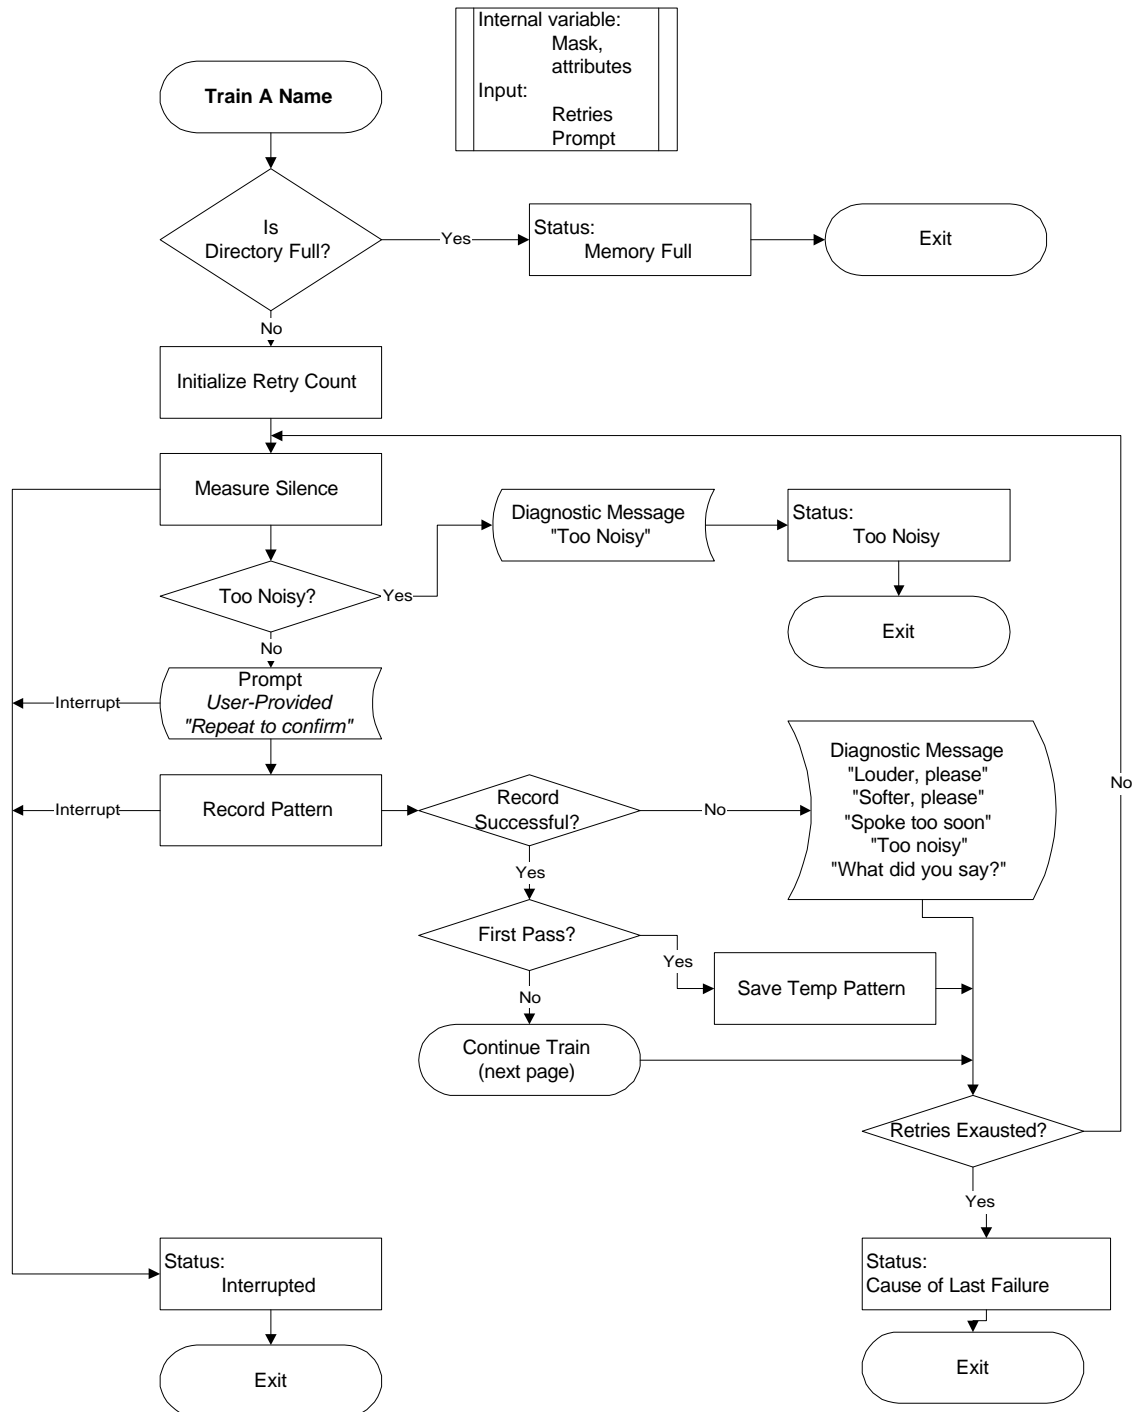 Internal variable:
Mask,
attributes
Input:
Retries
Prompt
Train A Name
Is
Directory Full?
Yes
Status:
Memory Full
Exit
No
Initialize Retry Count
Measure Silence
Diagnostic Message
"Too Noisy"
Status:
Too Noisy
Too Noisy?
Yes
Exit
No
Prompt
User-Provided
"Repeat to confirm"
Interrupt
Record Pattern
Interrupt
Record
Successful?
No
Diagnostic Message
"Louder, please"
"Softer, please"
"Spoke too soon"
"Too noisy"
"What did you say?"
No
Yes
First Pass?
Yes
Save Temp Pattern
No
Continue Train
(next page)
Retries Exausted?
Yes
Status:
Interrupted
Status:
Cause of Last Failure
Exit
Exit